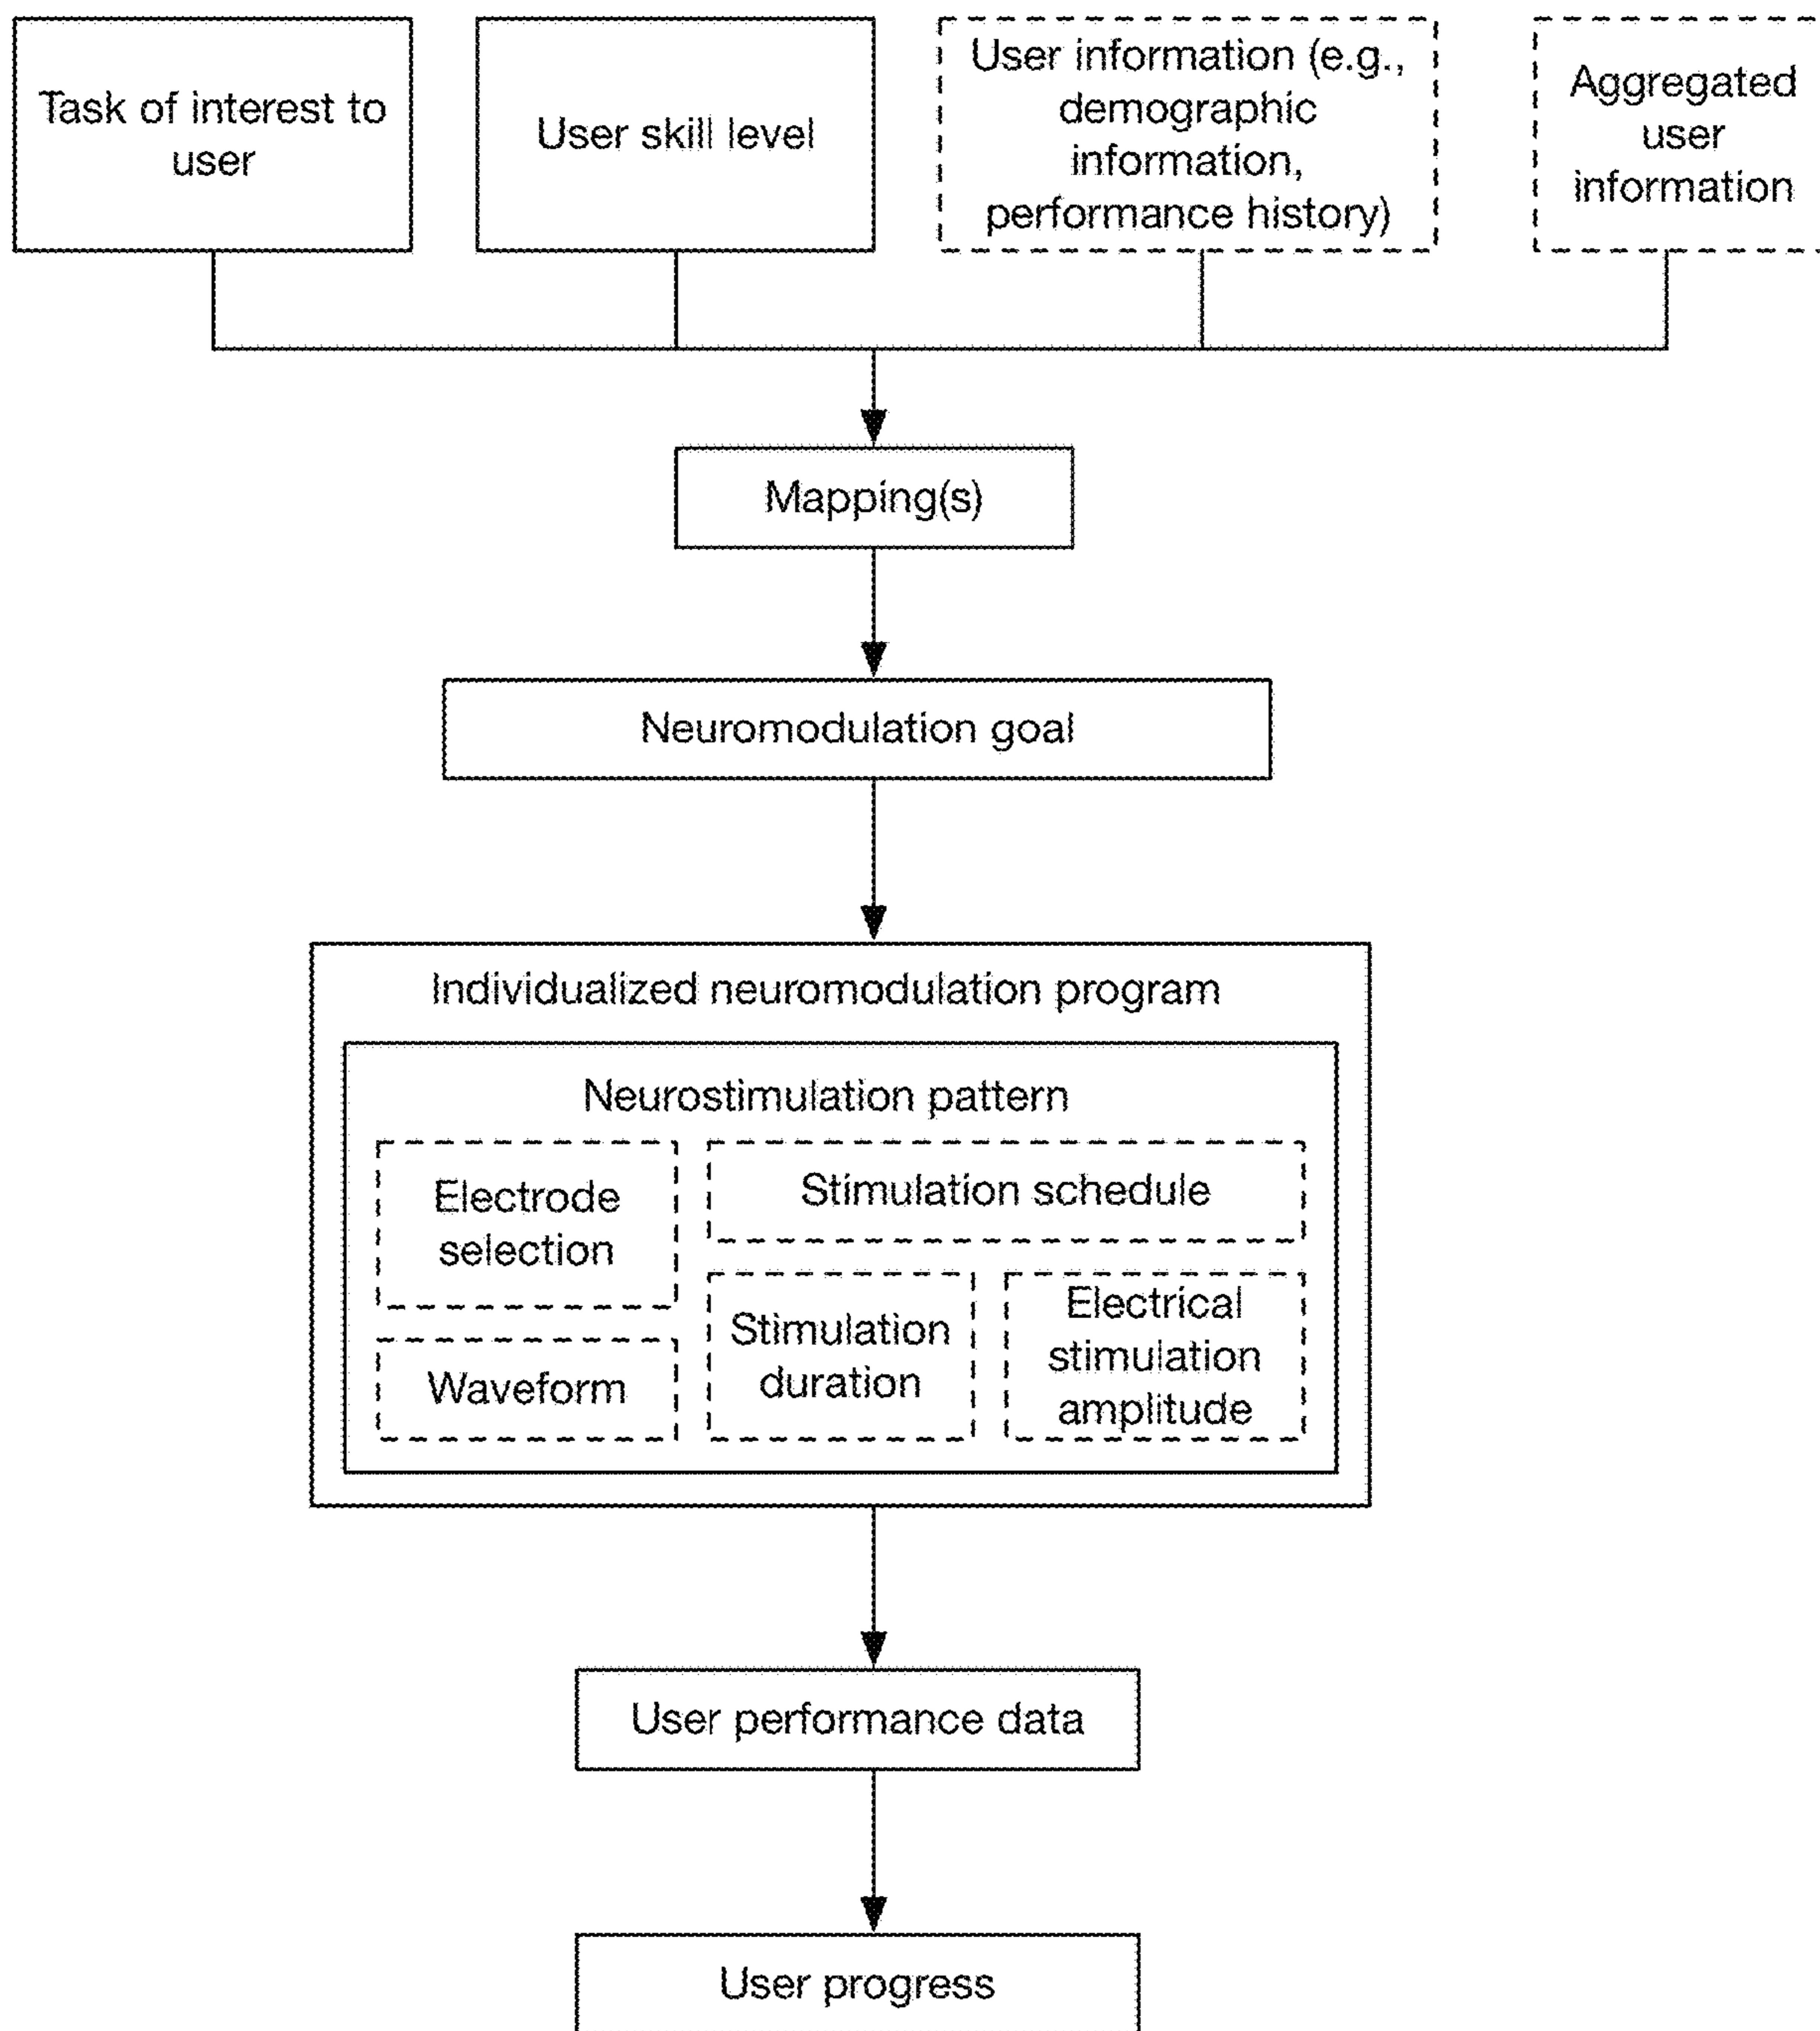 Task of interest to
user
User skill level
User information (e.g.,
demographic
information,
performance history)
Aggregated
user
information
Mapping(s)
Neuromodulation goal
Individualized neuromodulation program
Neurostimulation pattern
Electrode
selection
Stimulation schedule
Waveform
Stimulation
duration
Electrical
stimulation
amplitude
User performance data
User progress